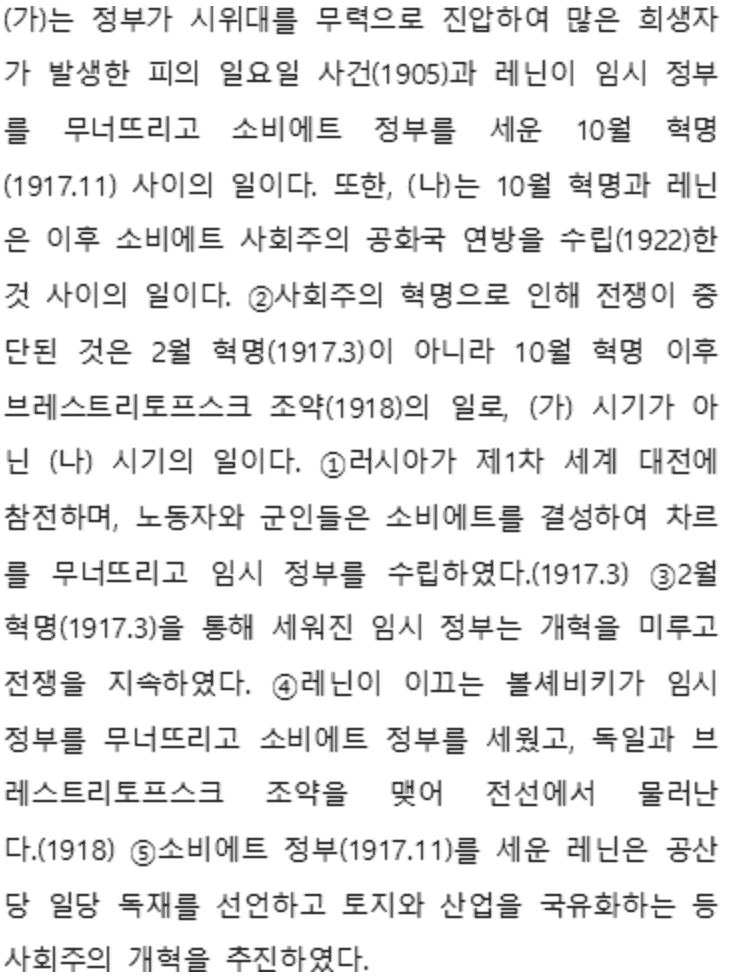 (가)는 정부가 시위대를 무력으로 진압하여 많은 희생자
가 발생한 피의 일요일 사건(1905)과 레닌이 임시 정부
를 무너뜨리고 소비에트 정부를 세운 10월 혁명
(1917.11) 사이의 일이다. 또한, (나)는 10월 혁명과 레닌
은 이후 소비에트 사회주의 공화국 연방을 수립(1922)한
것 사이의 일이다. ②사회주의 혁명으로 인해 전쟁이 중
단된 것은 2월 혁명(1917.3)이 아니라 10월 혁명 이후
브레스트리토프스크 조약(1918)의 일로, (가) 시기가 아
닌 (나) 시기의 일이다. ①러시아가 제1차 세계 대전에
참전하며, 노동자와 군인들은 소비에트를 결성하여 차르
를 무너뜨리고 임시 정부를 수립하였다.(1917.3) ③2월
혁명(1917.3)을 통해 세워진 임시 정부는 개혁을 미루고
전쟁을 지속하였다. ④레닌이 이끄는 볼셰비키가 임시
정부를 무너뜨리고 소비에트 정부를 세웠고, 독일과 브
레스트리토프스크 조약을 맺어 전선에서 물러난
다.(1918) ⑤소비에트 정부(1917.11)를 세운 레닌은 공산
당 일당 독재를 선언하고 토지와 산업을 국유화하는 등
사회주의 개혁을 추진하였다.